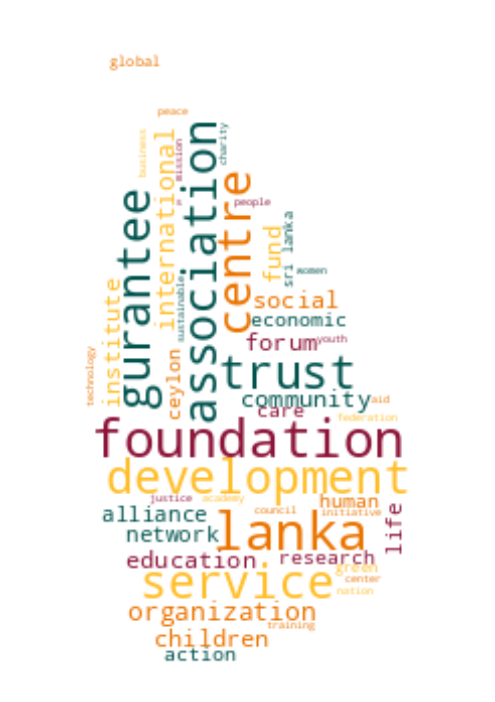 global
peace
business
international
mission
association
charity
gurantee
centre
people
fund
sri lanka
women
sustainable
institute
social
economic
forum
youth
technology
ceylon
trust
community
aid
care
federation
foundation
development
justice
academy
human
council
initiative
alliance
lanka
life
network
education
research
green
service
center
nation
organization
training
children
action